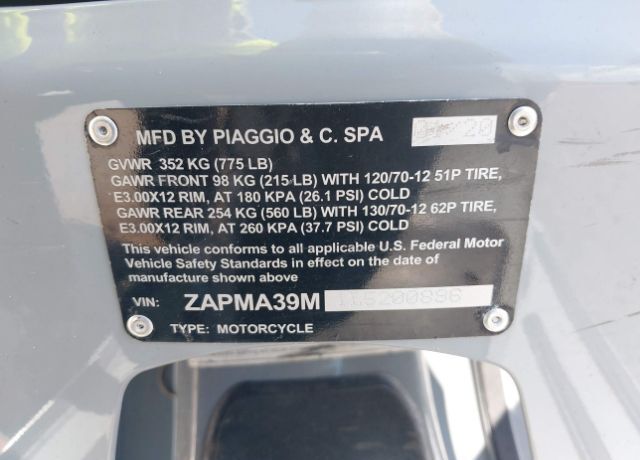 MFD BY PIAGGIO & C. SPA
GVWR 352 KG (775 LB)
GAWR FRONT 98 KG (215 LB) WITH 120/70-12 51P TIRE,
E3.00X12 RIM, AT 180 KPA (26.1 PSI) COLD
GAWR REAR 254 KG (560 LB) WITH 130/70-12 62P TIRE,
E3.00X12 RIM, AT 260 KPA (37.7 PSI) COLD
This vehicle conforms to all applicable U.S. Federal Motor
Vehicle Safety Standards in effect on the date of
manufacture shown above
VIN: ZAPMA39M
TYPE: MOTORCYCLE